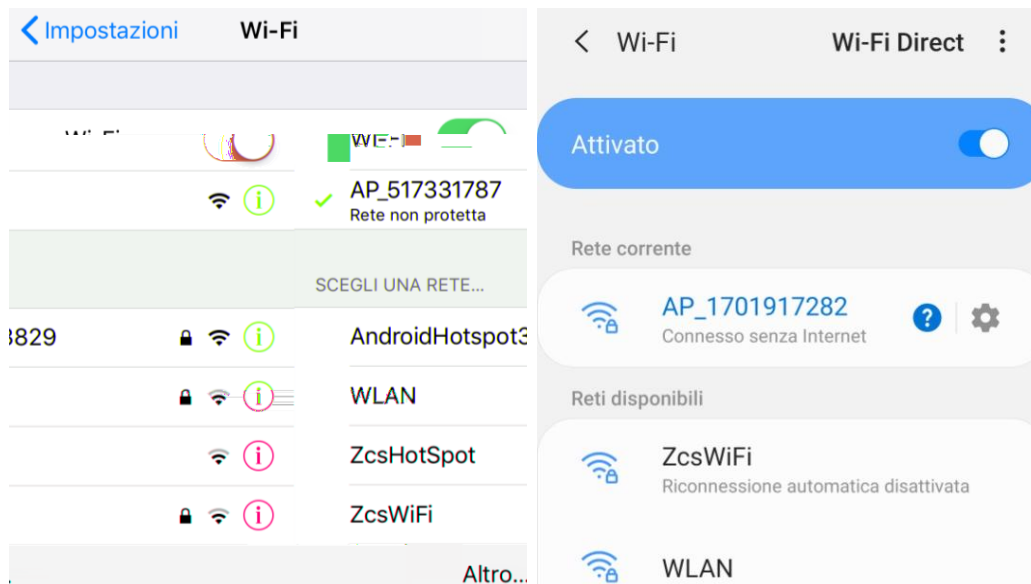 Impostazioni Wi-Fi
AP_517331787
Rete non protetta
SCEGLI UNA RETE...
3829
AndroidHotspot3
WLAN
ZcsHotSpot
ZcsWiFi
Altro...
Wi-Fi Wi-Fi Direct
Attivato
Rete corrente
AP_1701917282
Connesso senza Internet
Reti disponibili
ZcsWiFi
Riconnessione automatica disattivata
WLAN